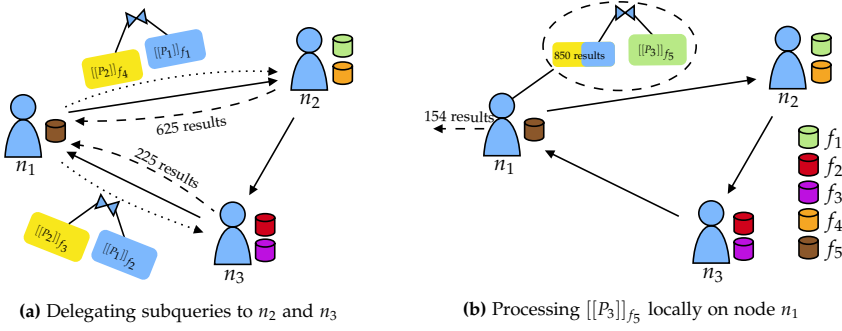 [[P₂]]f₄
[[P₁]]f₁
n₂
625 results
n₁
225 results
[[P₂]]f₃
[[P₁]]f₂
n₃
(a) Delegating subqueries to n₂ and n₃
850 results
[[P₃]]f₅
n₂
154 results
n₁
f₁
f₂
f₃
f₄
f₅
n₃
(b) Processing [[P₃]]f₅ locally on node n₁